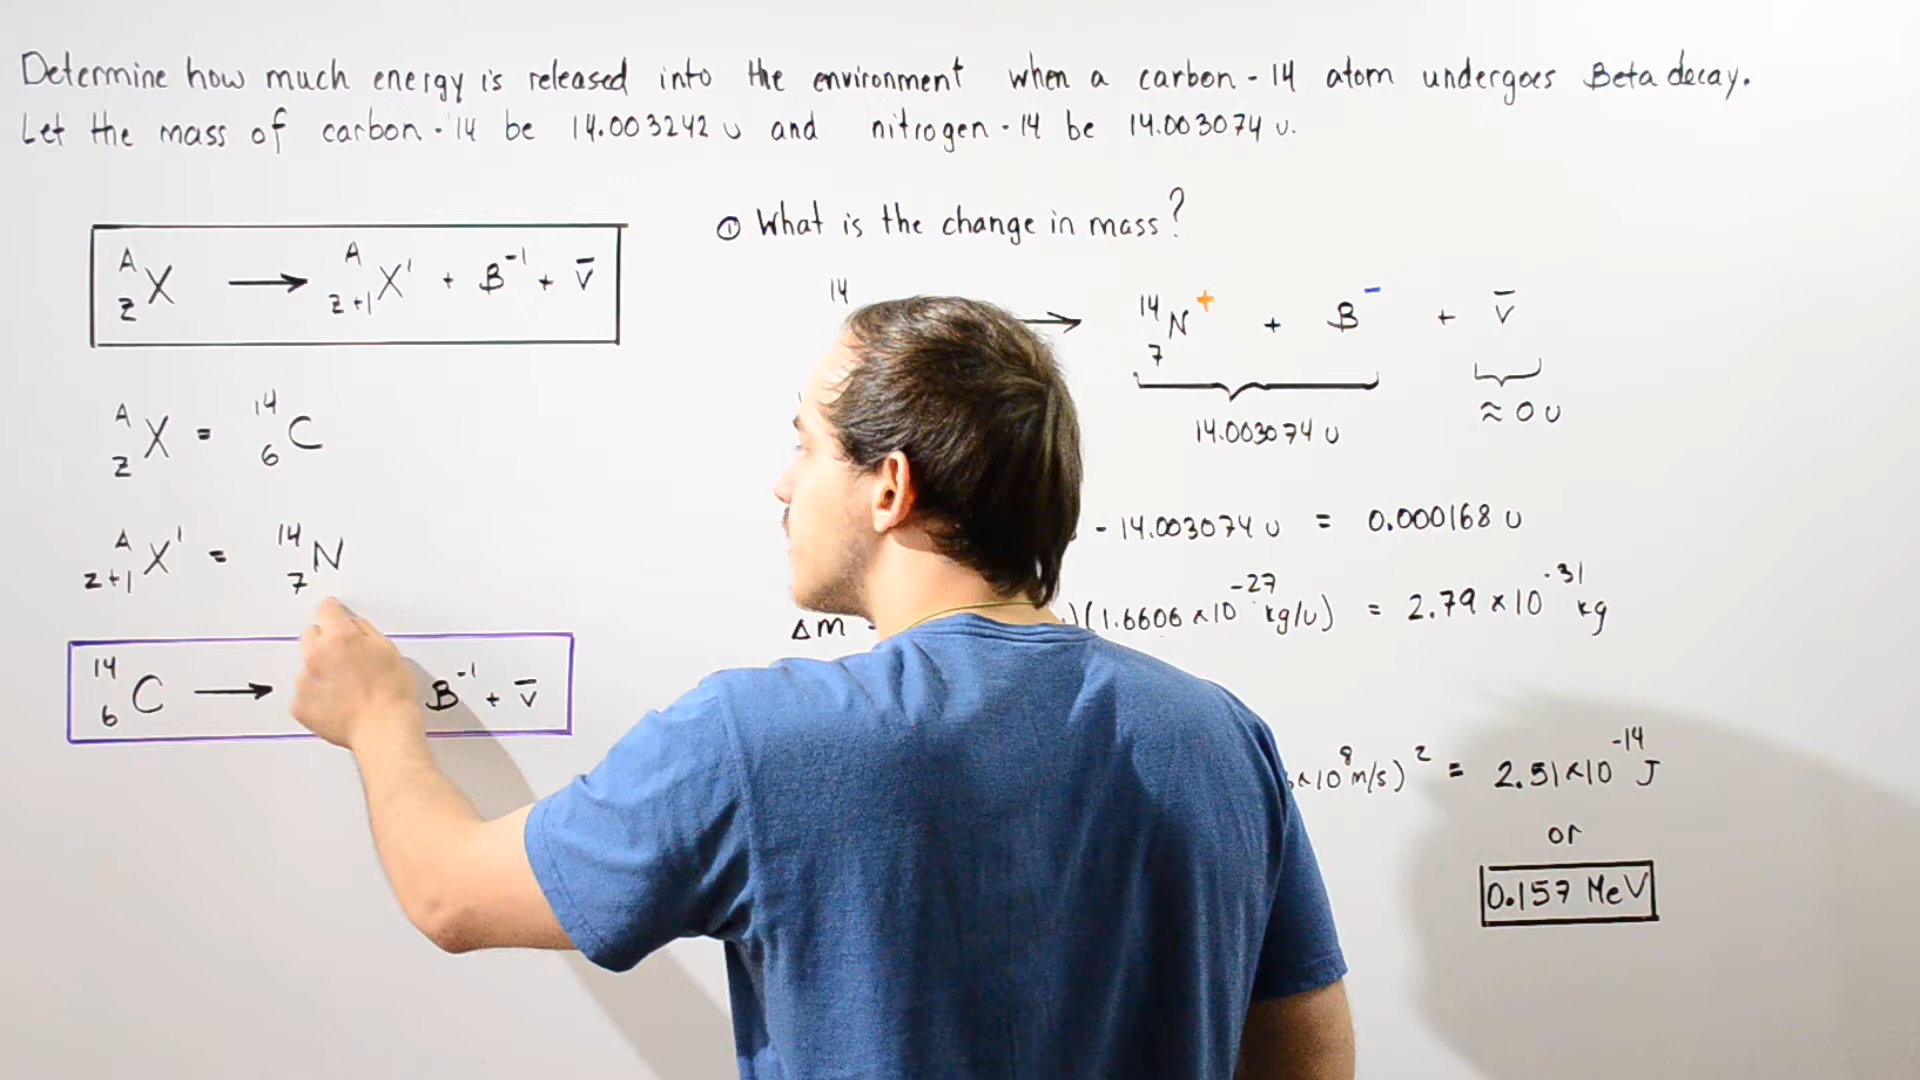 Determine how much energy is released into the environment when a carbon-14 atom undergoes Beta decay.
Let the mass of carbon-14 be 14.003242 u and nitrogen-14 be 14.003074 u.
A Z X → A Z+1 X' + B -1 + v̄
A Z X = 14 6 C
A Z+1 X' = 14 7 N
14 6 C → B -1 + v̄
① What is the change in mass?
14 → 14 7 N + + B - + v̄
14.003074 u ≈ 0 u
- 14.003074 u = 0.000168 u
Δm )(1.6606 x 10 -27 kg/u) = 2.79 x 10 -31 kg
x10 8 m/s) 2 = 2.51 x 10 -14 J
or
0.157 MeV